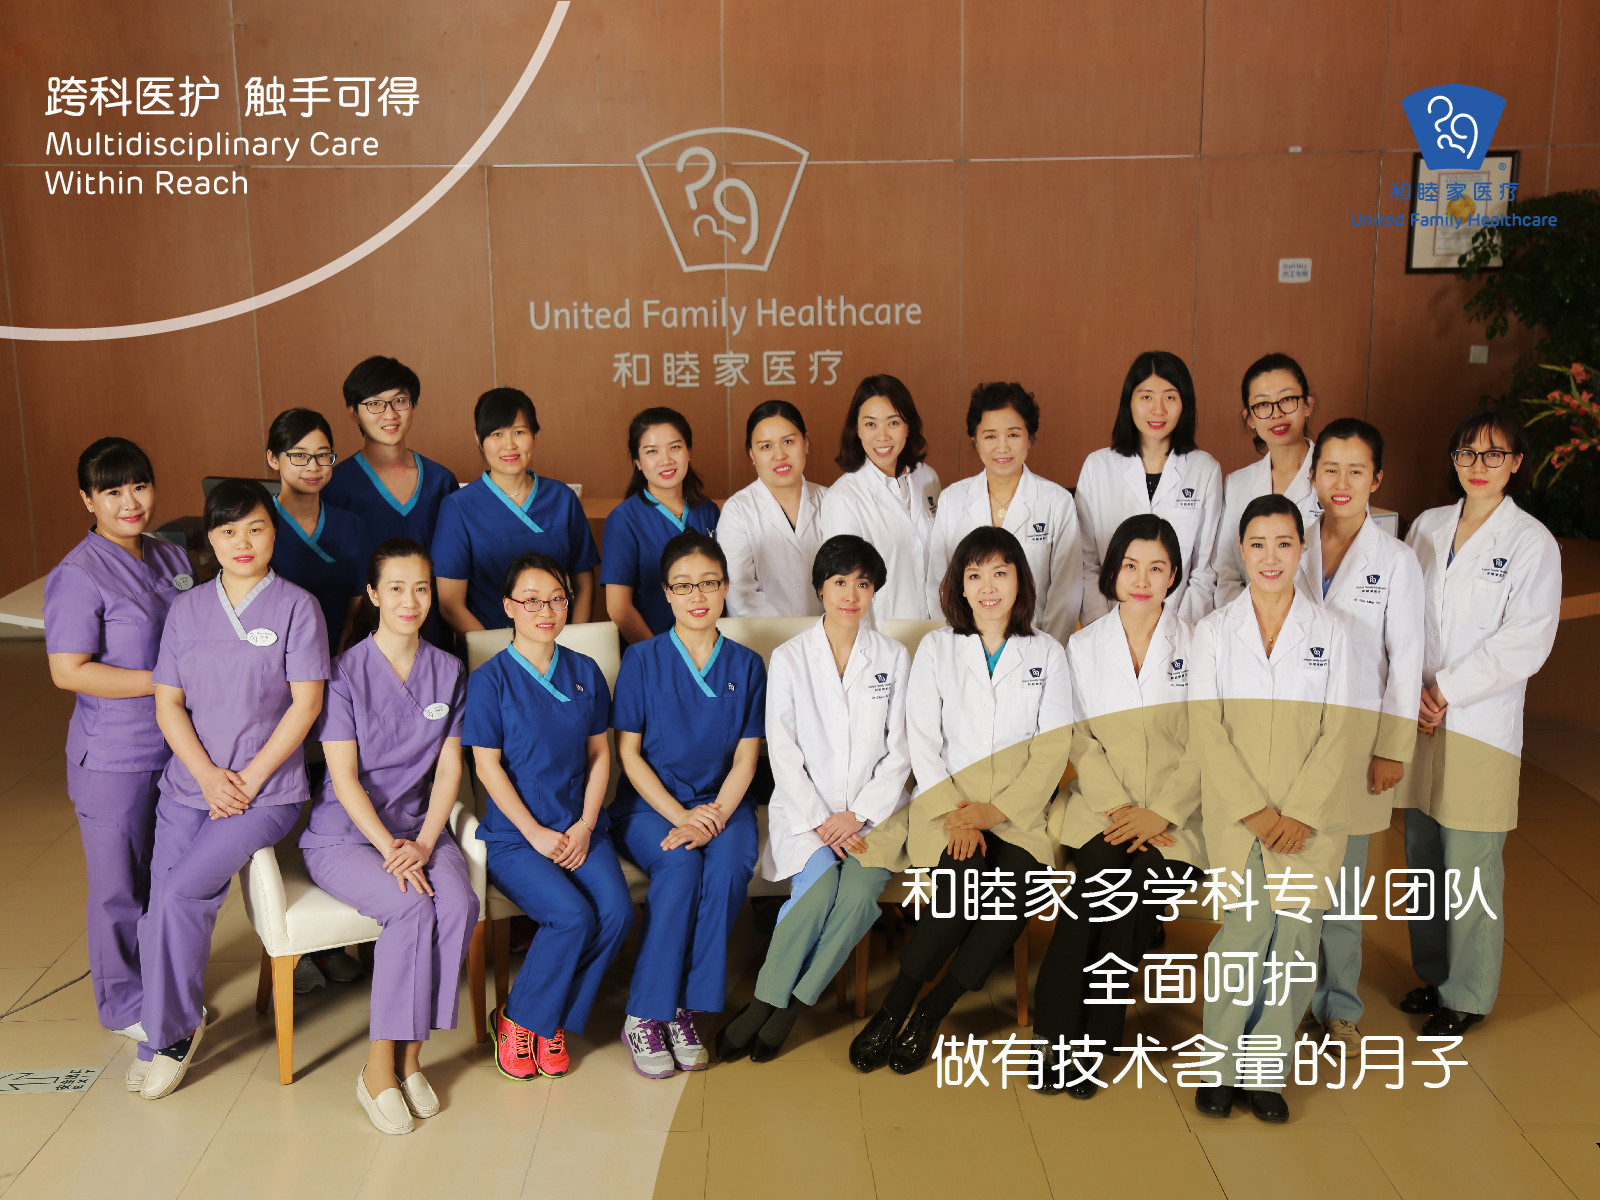 跨科医护 触手可得
Multidisciplinary Care
Within Reach
®
和睦家医疗
United Family Healthcare
United Family Healthcare
和睦家医疗
和睦家多学科专业团队
全面呵护
做有技术含量的月子
EXIT